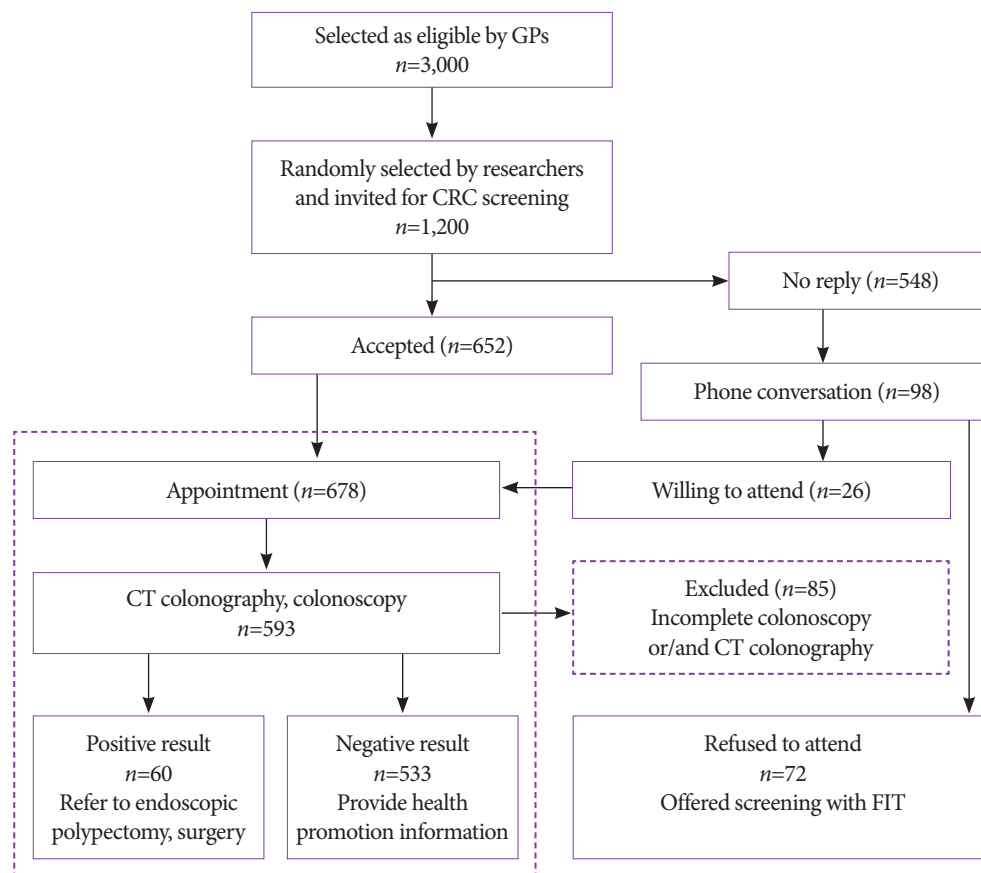 Selected as eligible by GPs
n=3,000
Randomly selected by researchers
and invited for CRC screening
n=1,200
No reply (n=548)
Accepted (n=652)
Phone conversation (n=98)
Appointment (n=678)
Willing to attend (n=26)
CT colonography, colonoscopy
n=593
Excluded (n=85)
Incomplete colonoscopy
or/and CT colonography
Positive result
n=60
Refer to endoscopic
polypectomy, surgery
Negative result
n=533
Provide health
promotion information
Refused to attend
n=72
Offered screening with FIT